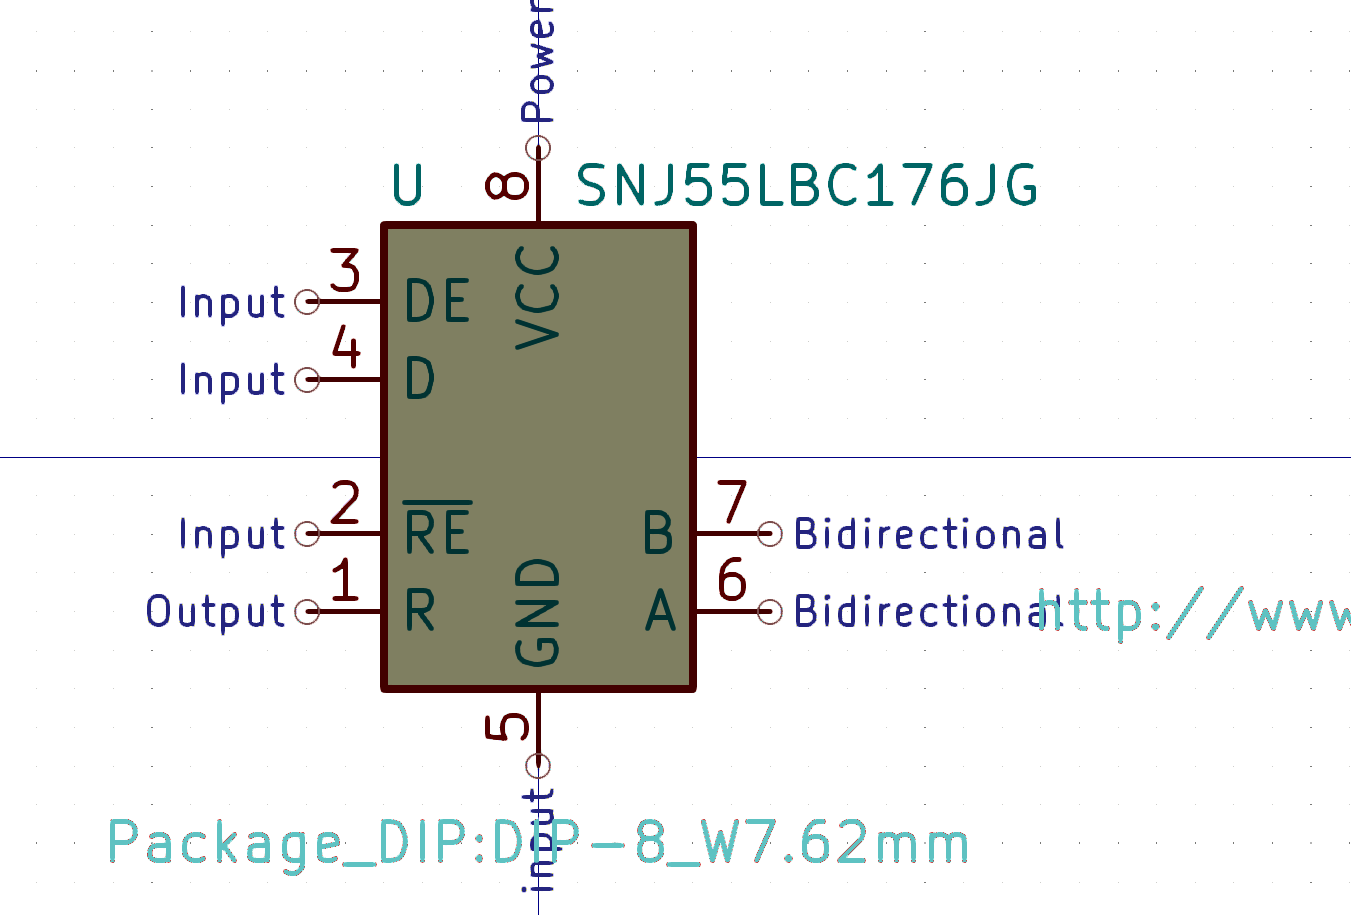 Power
8
U
SNJ55LBC176JG
VCC
3
Input
DE
4
Input
D
2
Input
RE
7
B
Bidirectional
1
Output
R
6
A
Bidirectional
http://www
GND
5
input
Package_DIP:DIP-8_W7.62mm